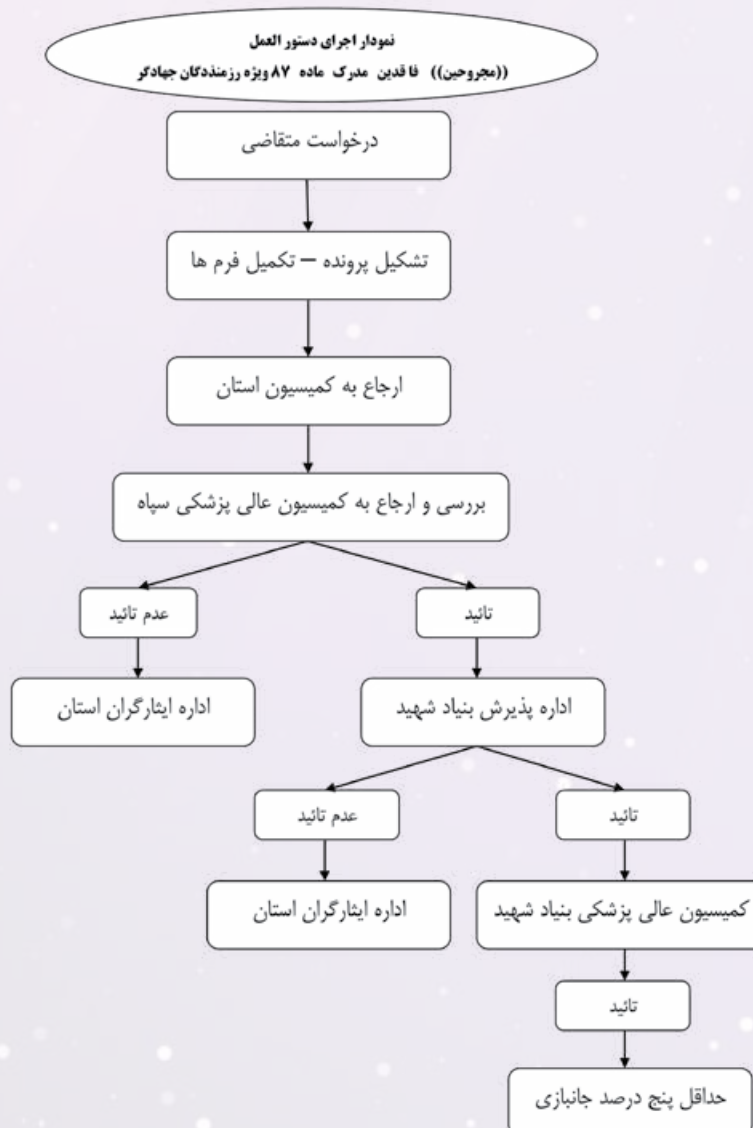 نمودار اجرای دستور العمل
((مجروحین)) فاقدین مدرک ماده ۸۷ ویژه رزمنذدگان جهادگر
درخواست متقاضی
تشکیل پرونده – تکمیل فرم ها
ارجاع به کمیسیون استان
بررسی و ارجاع به کمیسیون عالی پزشکی سپاه
تائید
عدم تائید
اداره پذیرش بنیاد شهید
اداره ایثارگران استان
تائید
عدم تائید
کمیسیون عالی پزشکی بنیاد شهید
اداره ایثارگران استان
تائید
حداقل پنج درصد جانبازی